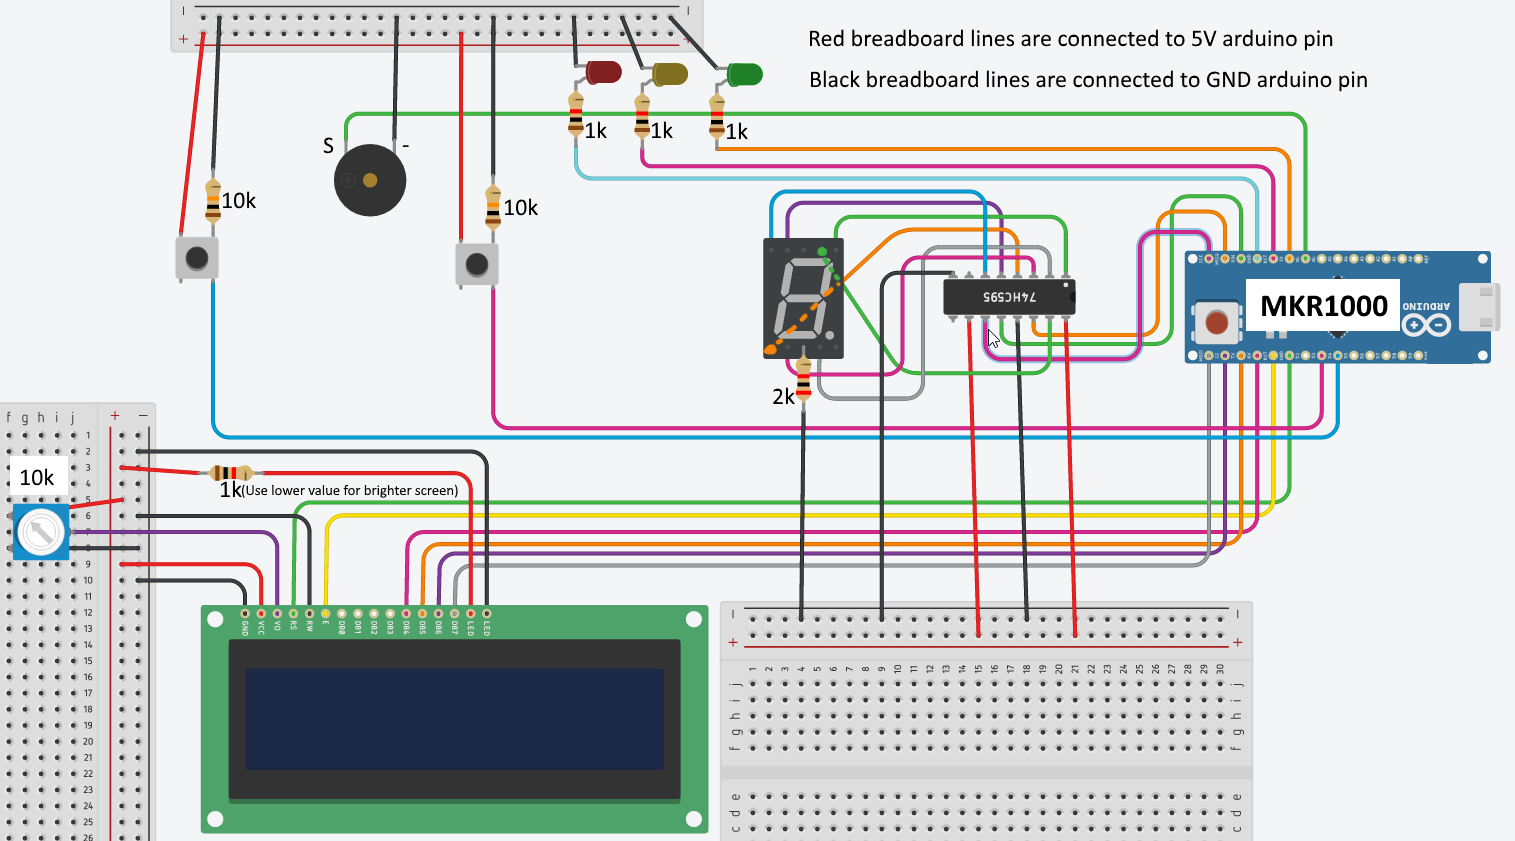 Red breadboard lines are connected to 5V arduino pin
Black breadboard lines are connected to GND arduino pin
S
-
1k
1k
1k
10k
10k
74HC595
MKR1000
ARDUINO
2k
10k
1k(Use lower value for brighter screen)
f g h i j + −
1
2
3
4
5
6
7
8
9
10
11
12
13
14
15
16
17
18
19
20
21
22
23
24
25
26
GND VCC VO RS RW E DB0 DB1 DB2 DB3 DB4 DB5 DB6 DB7 LED LED
1 2 3 4 5 6 7 8 9 10 11 12 13 14 15 16 17 18 19 20 21 22 23 24 25 26 27 28 29 30
j j
i i
h h
g g
f f
e e
d d
c c